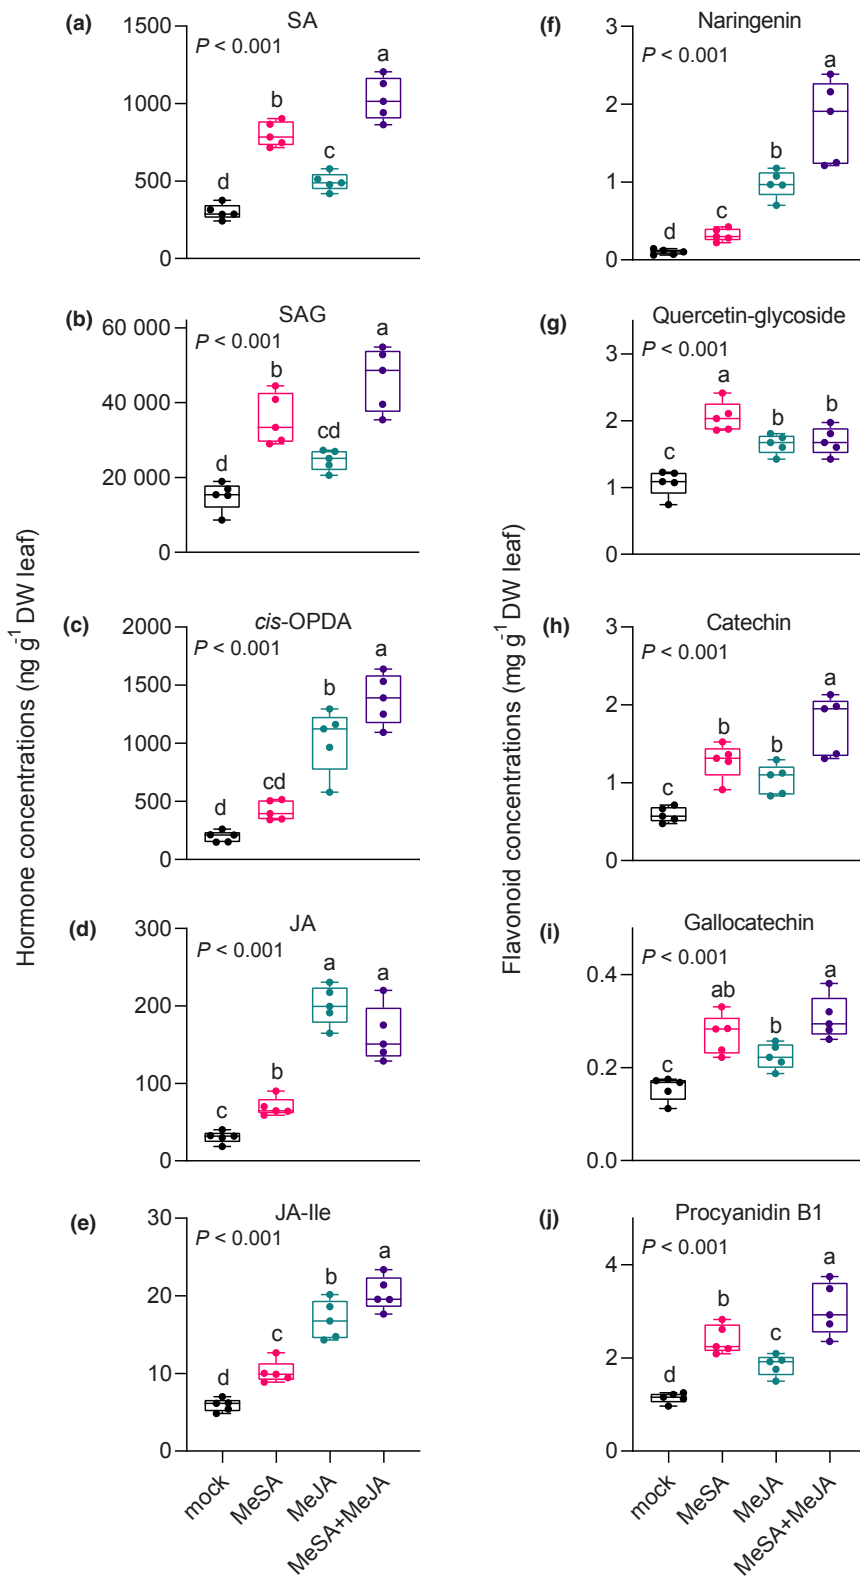 Hormone concentrations (ng g-1 DW leaf)
(a)
SA
P < 0.001
1500
1000
500
0
d
b
c
a
(b)
SAG
P < 0.001
60 000
40 000
20 000
0
d
b
cd
a
(c)
cis-OPDA
P < 0.001
2000
1500
1000
500
0
d
cd
b
a
(d)
JA
P < 0.001
300
200
100
0
c
b
a
a
(e)
JA-Ile
P < 0.001
30
20
10
0
d
c
b
a
mock
MeSA
MeJA
MeSA+MeJA
Flavonoid concentrations (mg g-1 DW leaf)
(f)
Naringenin
P < 0.001
3
2
1
0
d
c
b
a
(g)
Quercetin-glycoside
P < 0.001
3
2
1
0
c
a
b
b
(h)
Catechin
P < 0.001
3
2
1
0
c
b
b
a
(i)
Gallocatechin
P < 0.001
0.4
0.2
0.0
c
ab
b
a
(j)
Procyanidin B1
P < 0.001
4
2
0
d
b
c
a
mock
MeSA
MeJA
MeSA+MeJA